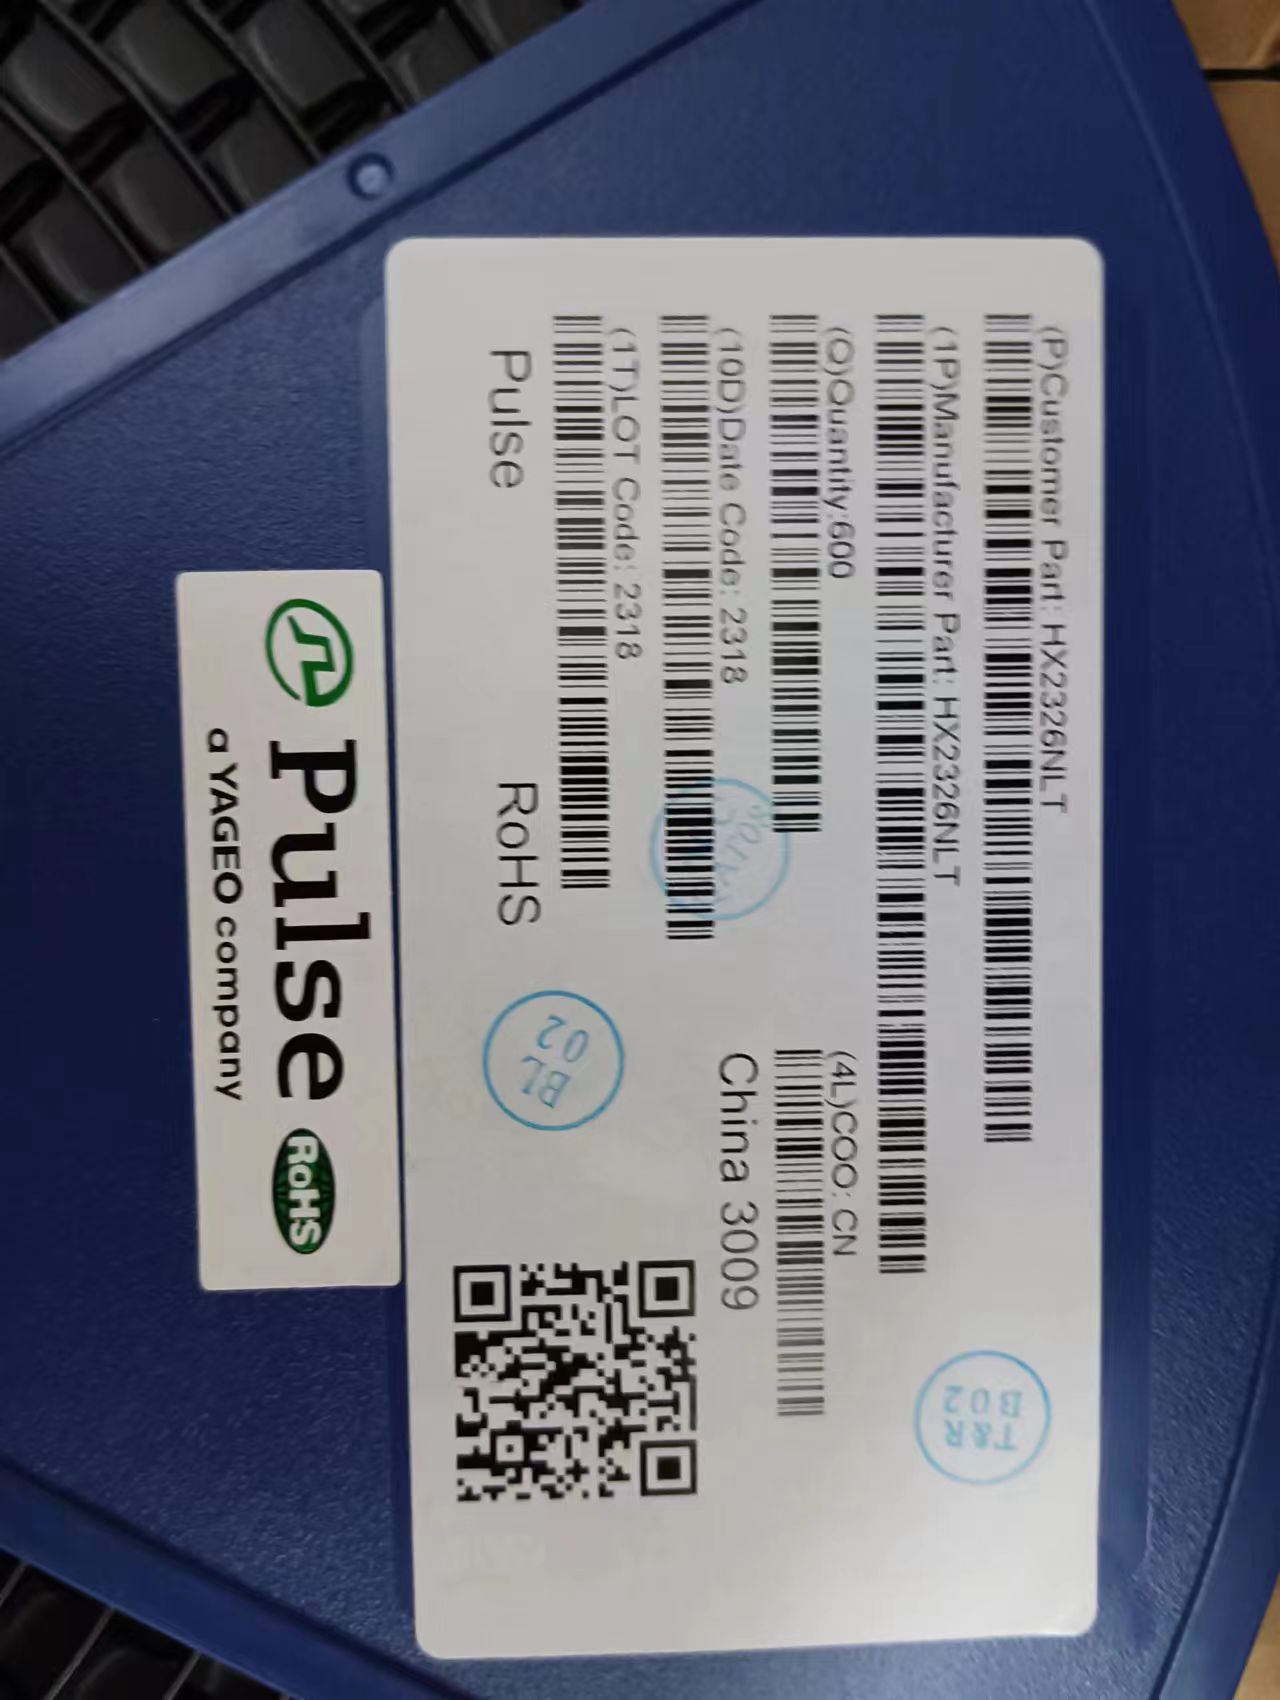 (P)Customer Part: HX2326NLT
(1P)Manufacturer Part: HX2326NLT
(Q)Quantity:600
(4L)COO: CN
(10D)Date Code: 2318
China 3009
(1T)LOT Code: 2318
Pulse
RoHS
T&R
B02
BL
02
Pulse
RoHS
a YAGEO company